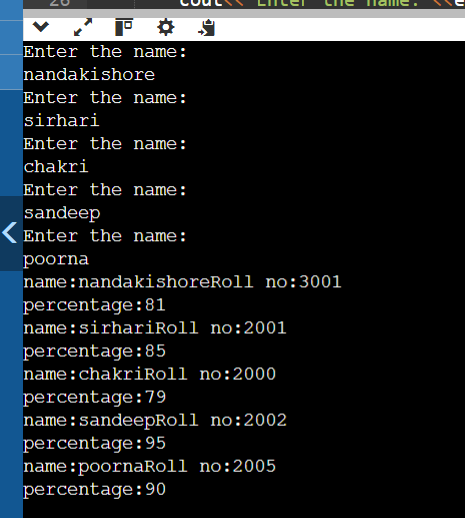 26 cout<<"Enter the name:"<<e
Enter the name:
nandakishore
Enter the name:
sirhari
Enter the name:
chakri
Enter the name:
sandeep
Enter the name:
poorna
name:nandakishoreRoll no:3001
percentage:81
name:sirhariRoll no:2001
percentage:85
name:chakriRoll no:2000
percentage:79
name:sandeepRoll no:2002
percentage:95
name:poornaRoll no:2005
percentage:90